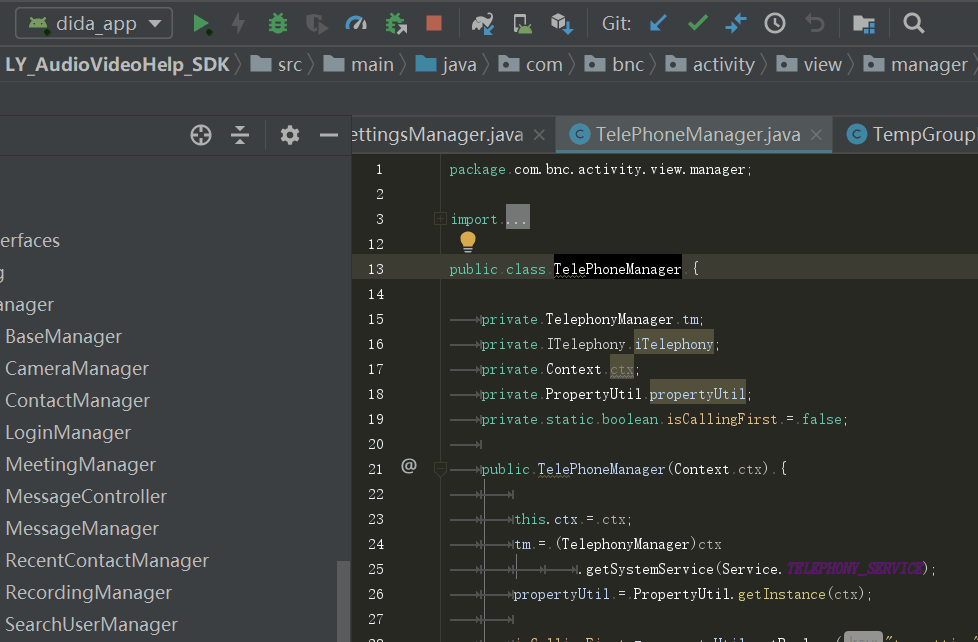 dida_app Git:
LY_AudioVideoHelp_SDK src main java com bnc activity view manager
ettingsManager.java TelePhoneManager.java TempGroup
erfaces
g
anager
BaseManager
CameraManager
ContactManager
LoginManager
MeetingManager
MessageController
MessageManager
RecentContactManager
RecordingManager
SearchUserManager
1 package com.bnc.activity.view.manager;
2
3 import ...
12
13 public class TelePhoneManager {
14
15 private TelephonyManager tm;
16 private ITelephony iTelephony;
17 private Context ctx;
18 private PropertyUtil propertyUtil;
19 private static boolean isCallingFirst = false;
20
21 @ public TelePhoneManager(Context ctx) {
22
23 this.ctx = ctx;
24 tm = (TelephonyManager)ctx
25 .getSystemService(Service.TELEPHONY_SERVICE);
26 propertyUtil = PropertyUtil.getInstance(ctx);
27